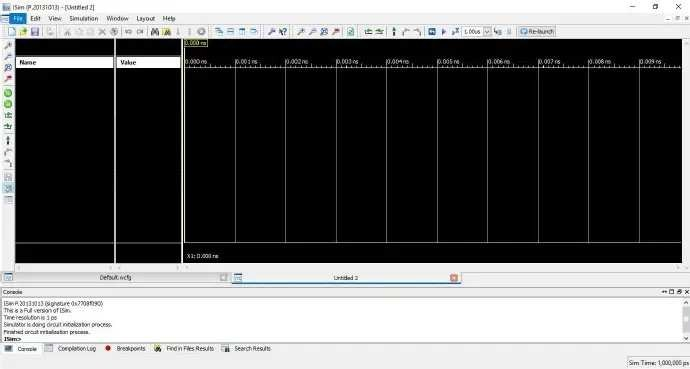 ISim (P.20131013) - [Untitled 2]
File Edit View Simulation Window Layout Help
1.00us Re-launch
0.000 ns
Name Value
0.000 ns 0.001 ns 0.002 ns 0.003 ns 0.004 ns 0.005 ns 0.006 ns 0.007 ns 0.008 ns 0.009 ns
X1: 0.000 ns
Default.wcfg Untitled 2
Console
ISim P.20131013 (signature 0x7708f090)
This is a Full version of ISim.
Time resolution is 1 ps
Simulator is doing circuit initialization process.
Finished circuit initialization process.
ISim>
Console Compilation Log Breakpoints Find in Files Results Search Results
Sim Time: 1,000,000 ps